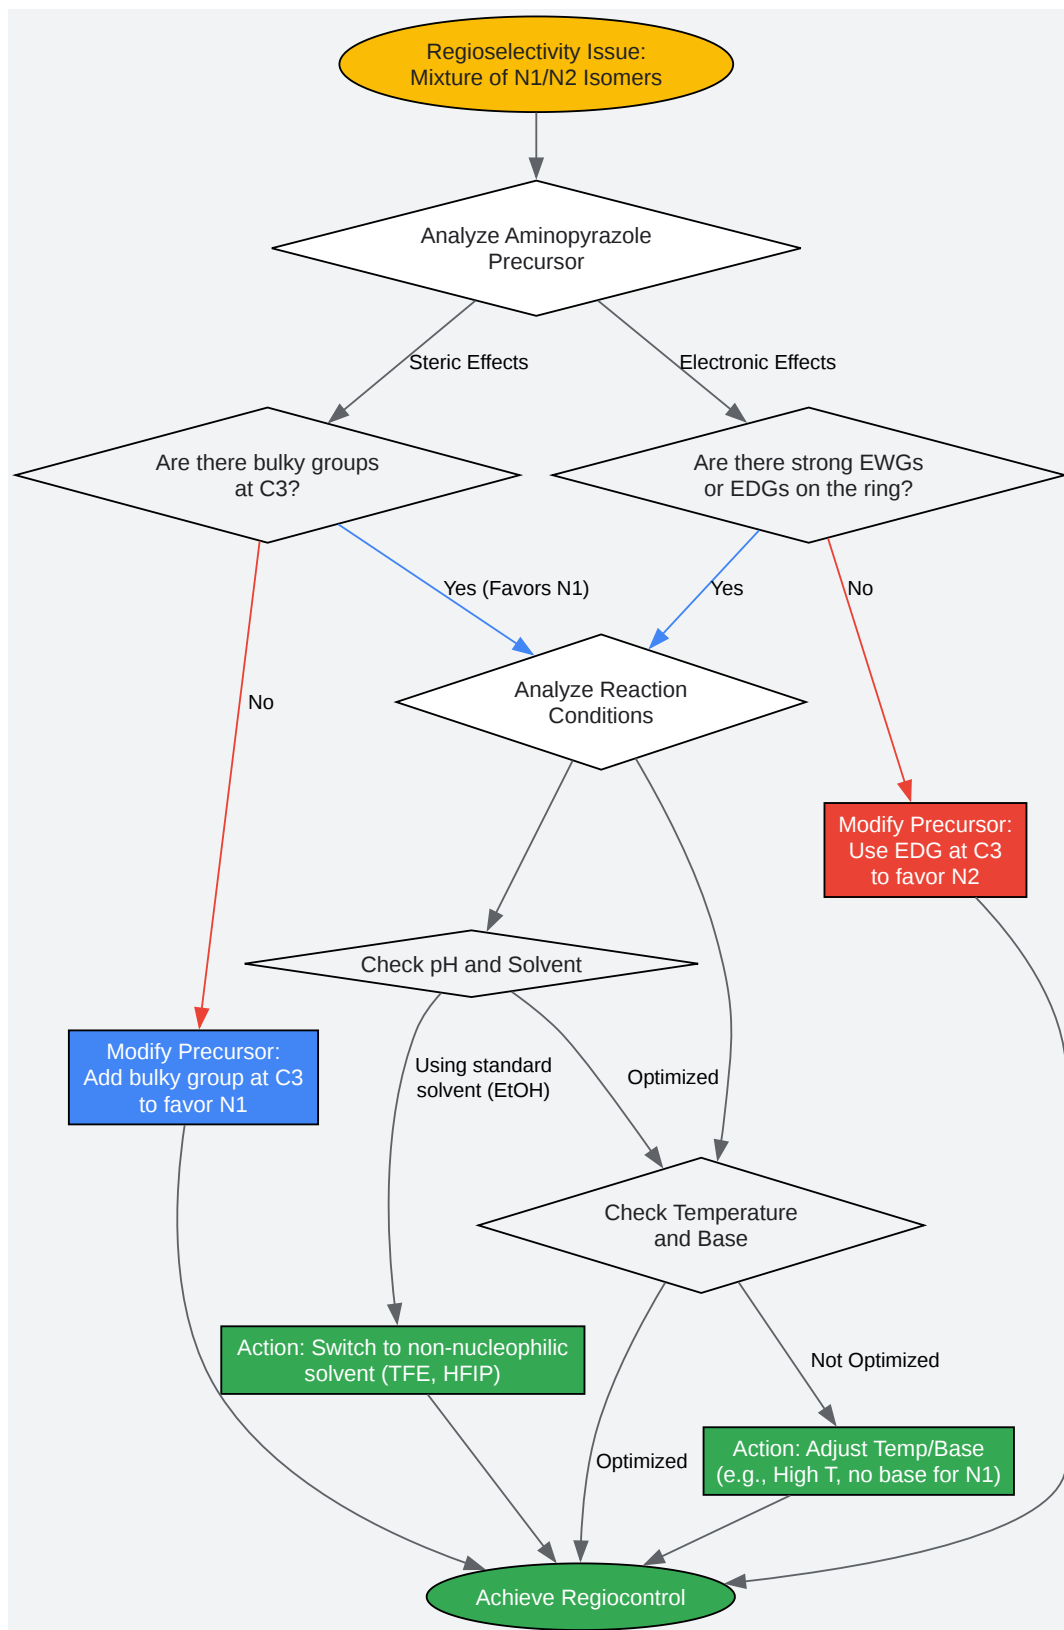 Regioselectivity Issue:
Mixture of N1/N2 Isomers
Analyze Aminopyrazole
Precursor
Steric Effects
Electronic Effects
Are there bulky groups
at C3?
Are there strong EWGs
or EDGs on the ring?
Yes (Favors N1)
Yes
No
Analyze Reaction
Conditions
No
Modify Precursor:
Use EDG at C3
to favor N2
Check pH and Solvent
Modify Precursor:
Add bulky group at C3
to favor N1
Using standard
solvent (EtOH)
Optimized
Check Temperature
and Base
Action: Switch to non-nucleophilic
solvent (TFE, HFIP)
Not Optimized
Optimized
Action: Adjust Temp/Base
(e.g., High T, no base for N1)
Achieve Regiocontrol